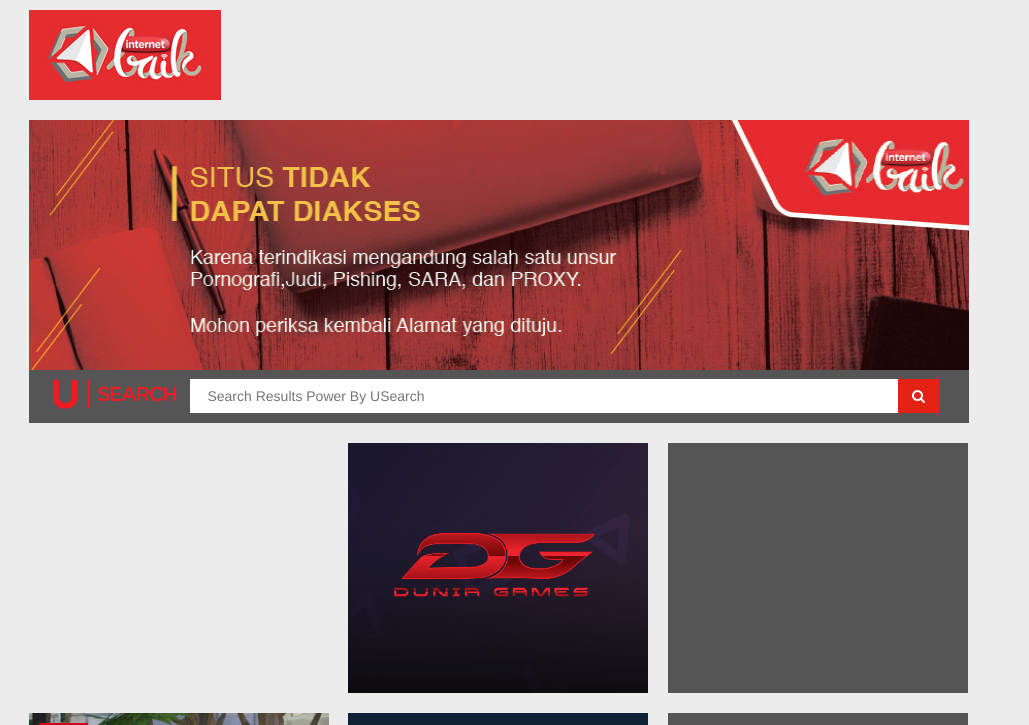 internet
baik
internet
baik
SITUS TIDAK
DAPAT DIAKSES
Karena terindikasi mengandung salah satu unsur
Pornografi,Judi, Pishing, SARA, dan PROXY.
Mohon periksa kembali Alamat yang dituju.
U SEARCH
Search Results Power By USearch
DG
DUNIA GAMES